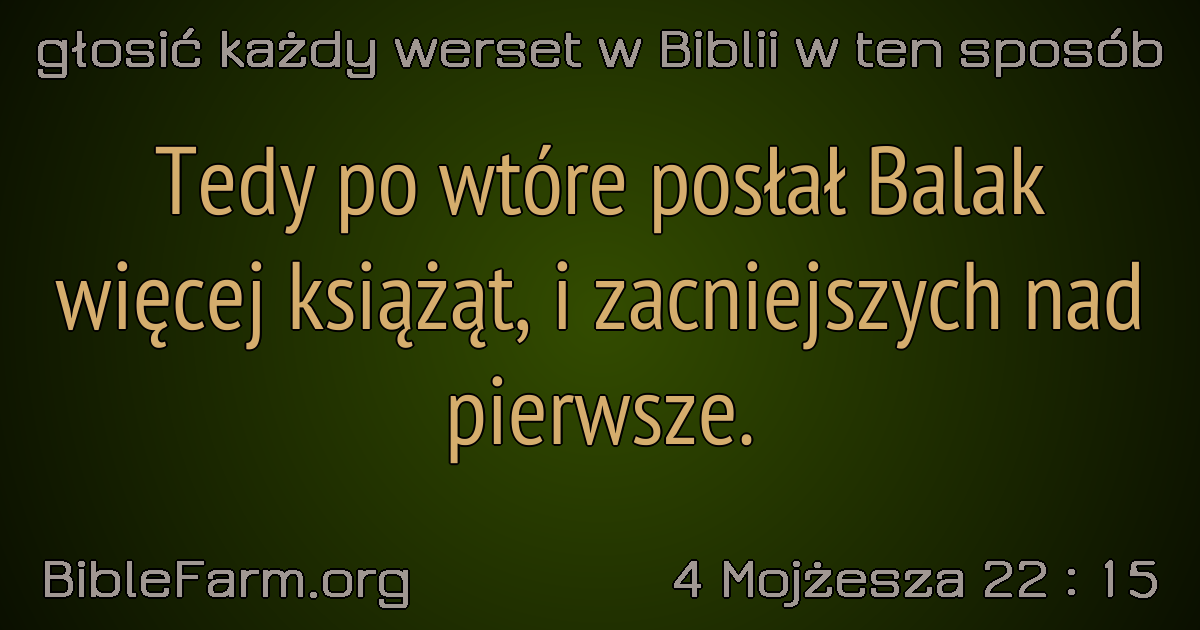 głosić każdy werset w Biblii w ten sposób
Tedy po wtóre posłał Balak
więcej książąt, i zacniejszych nad
pierwsze.
BibleFarm.org
4 Mojżesza 22 : 15